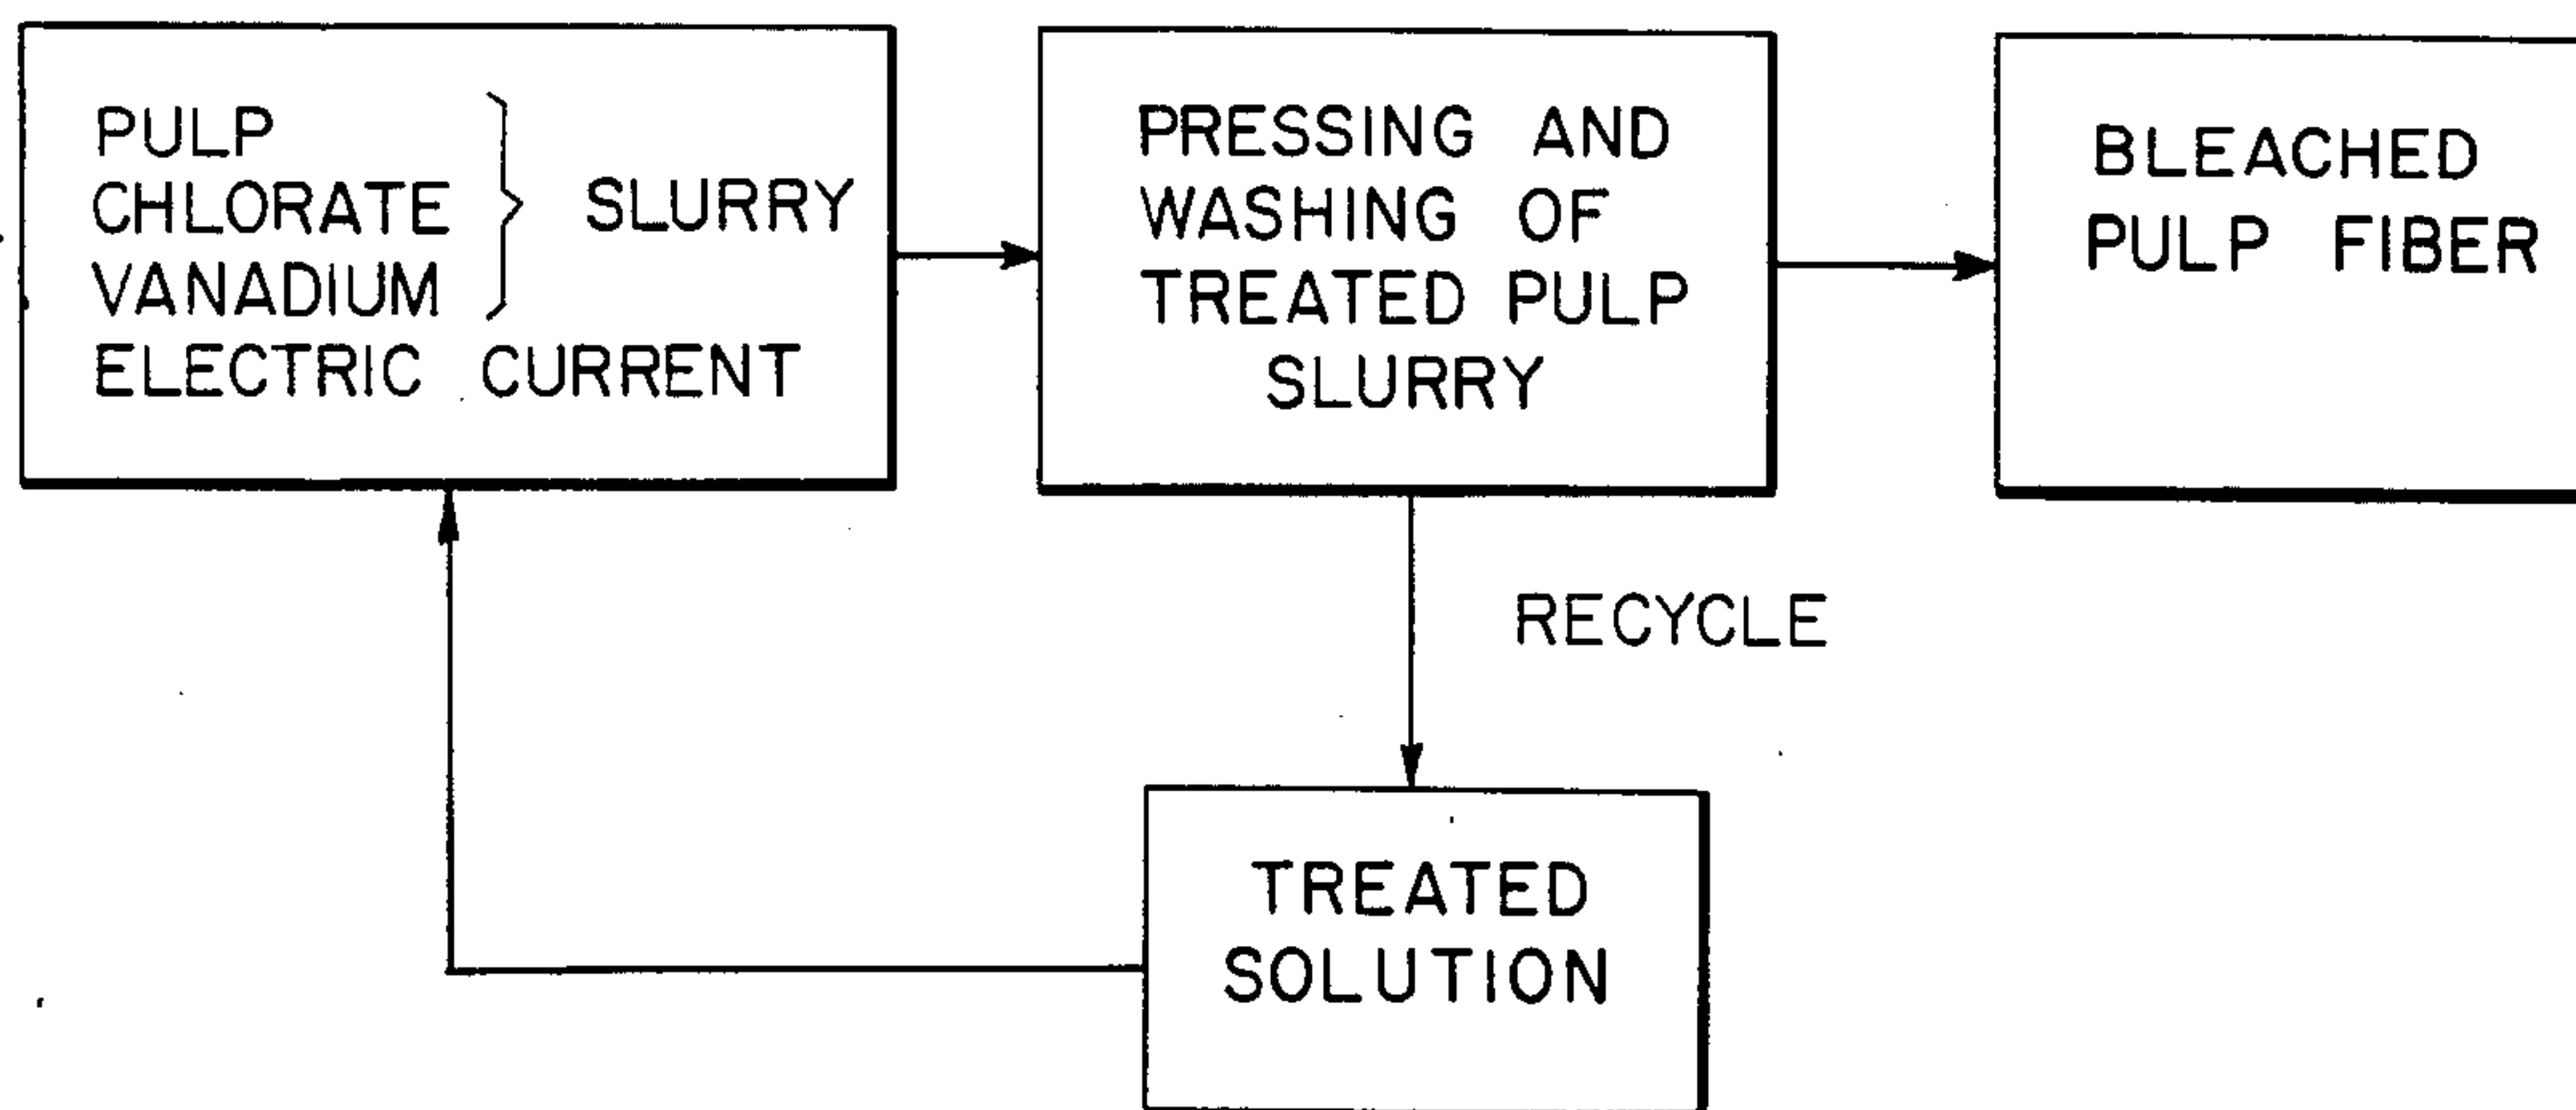 PULP
CHLORATE
VANADIUM
SLURRY
ELECTRIC CURRENT
PRESSING AND
WASHING OF
TREATED PULP
SLURRY
BLEACHED
PULP FIBER
RECYCLE
TREATED
SOLUTION